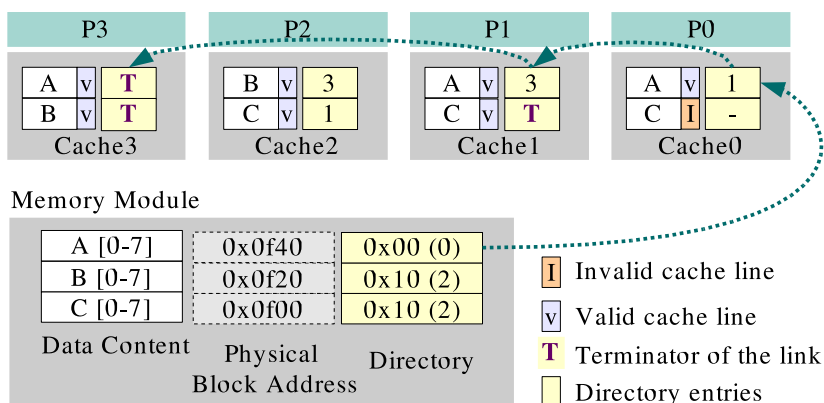 P3 P2 P1 P0
A v T B v 3 A v 3 A v 1
B v T C v 1 C v T C I -
Cache3 Cache2 Cache1 Cache0
Memory Module
A [0-7] 0x0f40 0x00 (0)
B [0-7] 0x0f20 0x10 (2)
C [0-7] 0x0f00 0x10 (2)
Data Content Physical Block Address Directory
I Invalid cache line
v Valid cache line
T Terminator of the link
Directory entries